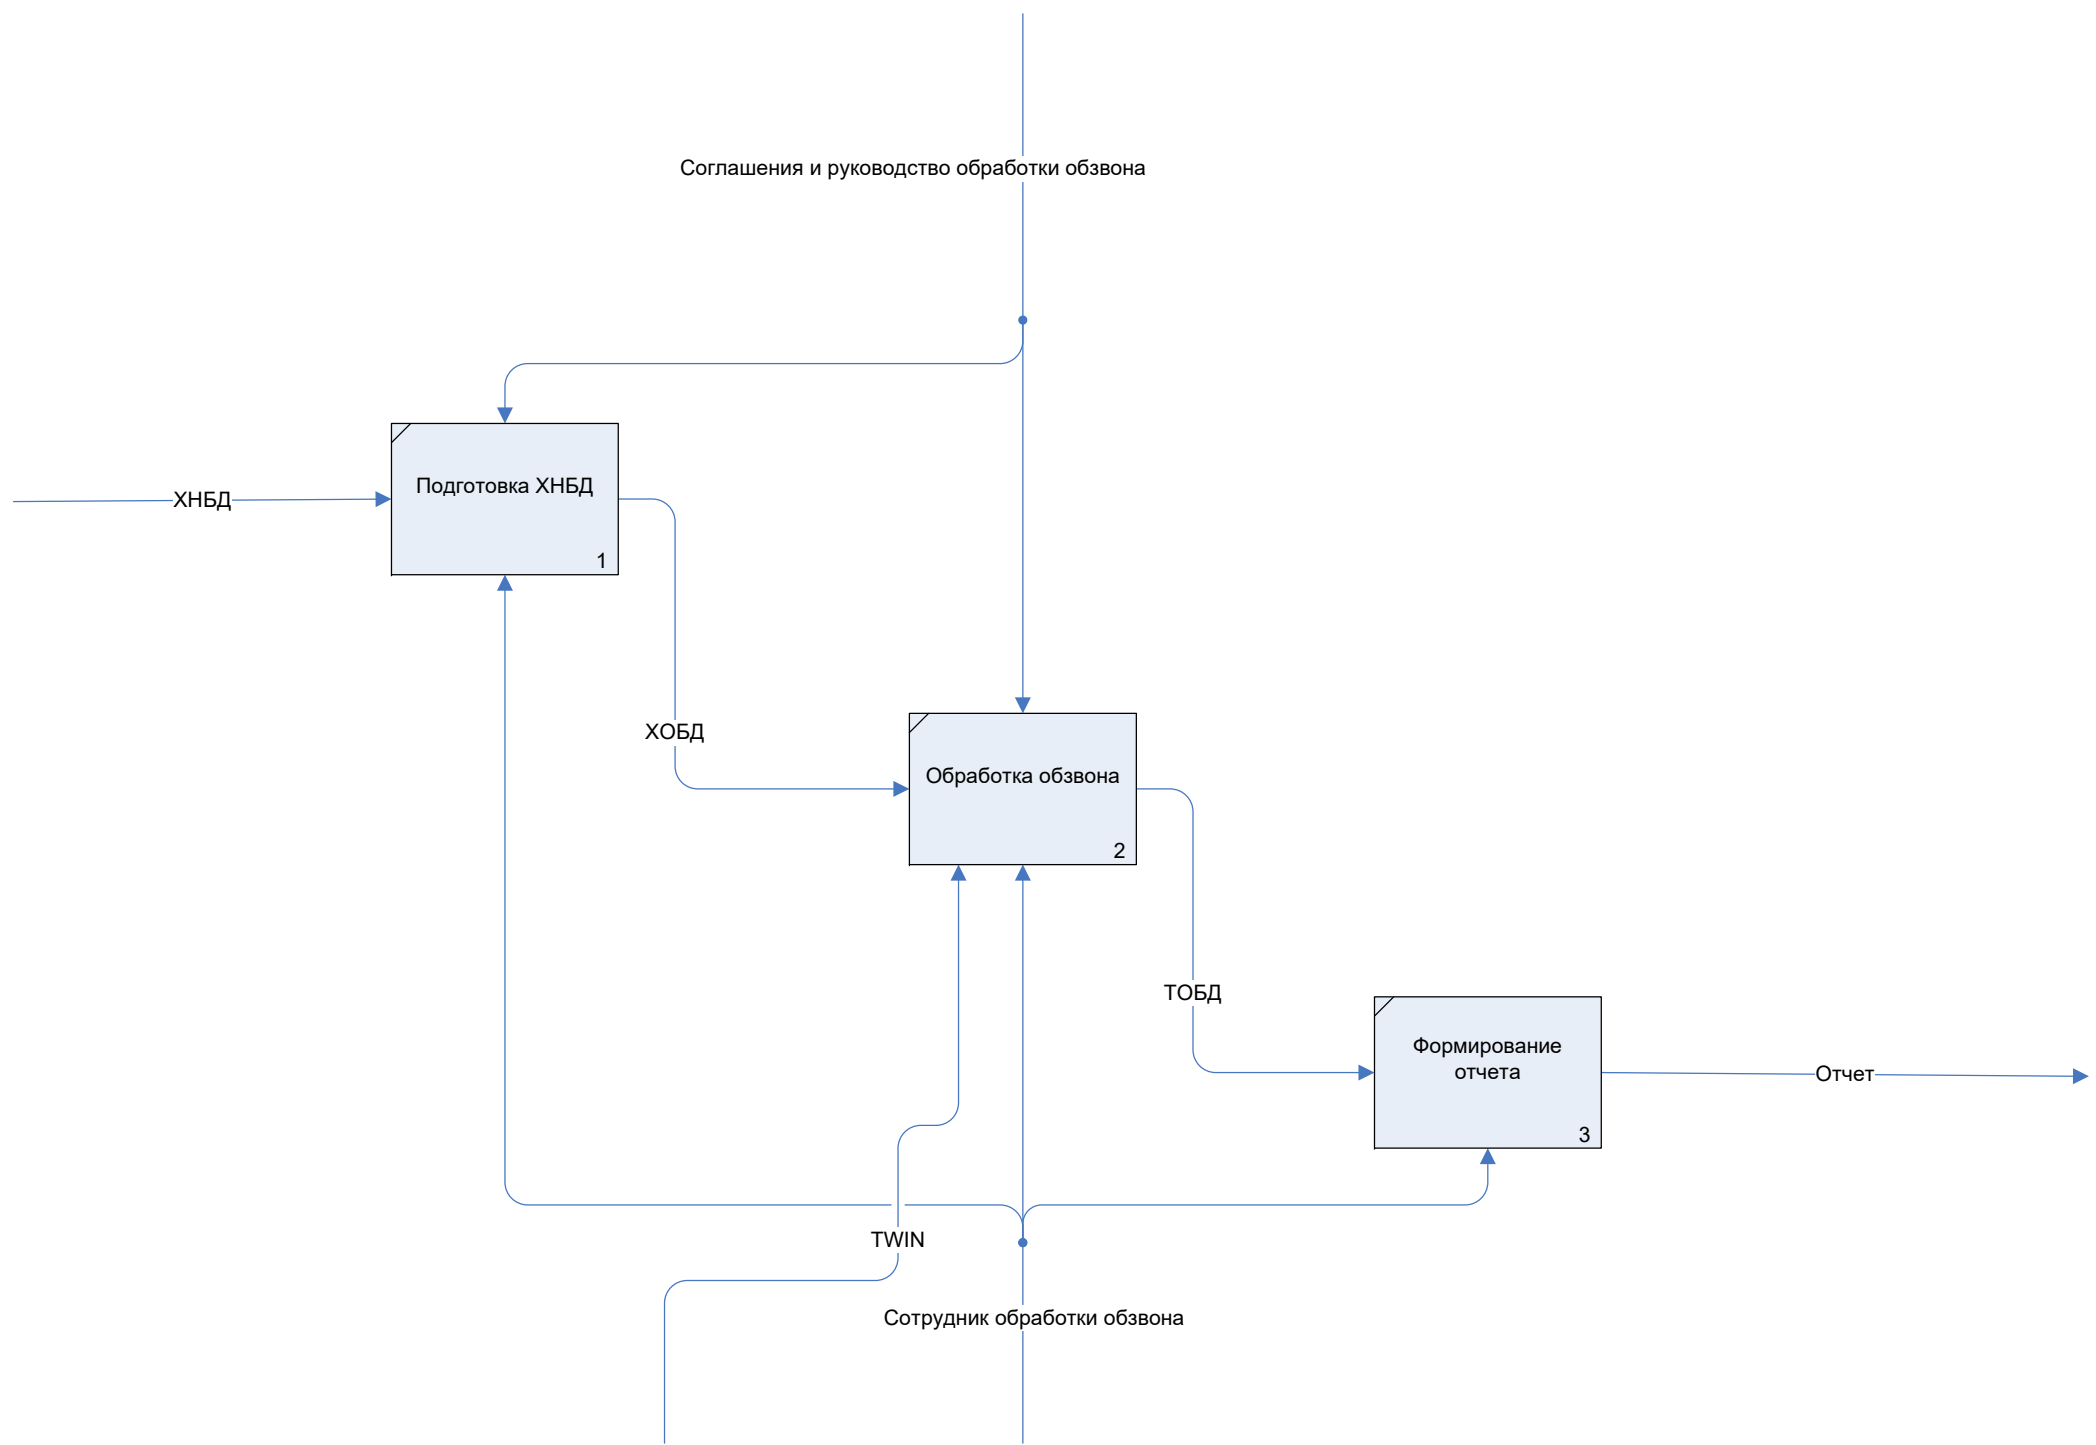 Соглашения и руководство обработки обзвона
ХНБД
Подготовка ХНБД
1
ХОБД
Обработка обзвона
2
ТОБД
Формирование
отчета
3
Отчет
TWIN
Сотрудник обработки обзвона